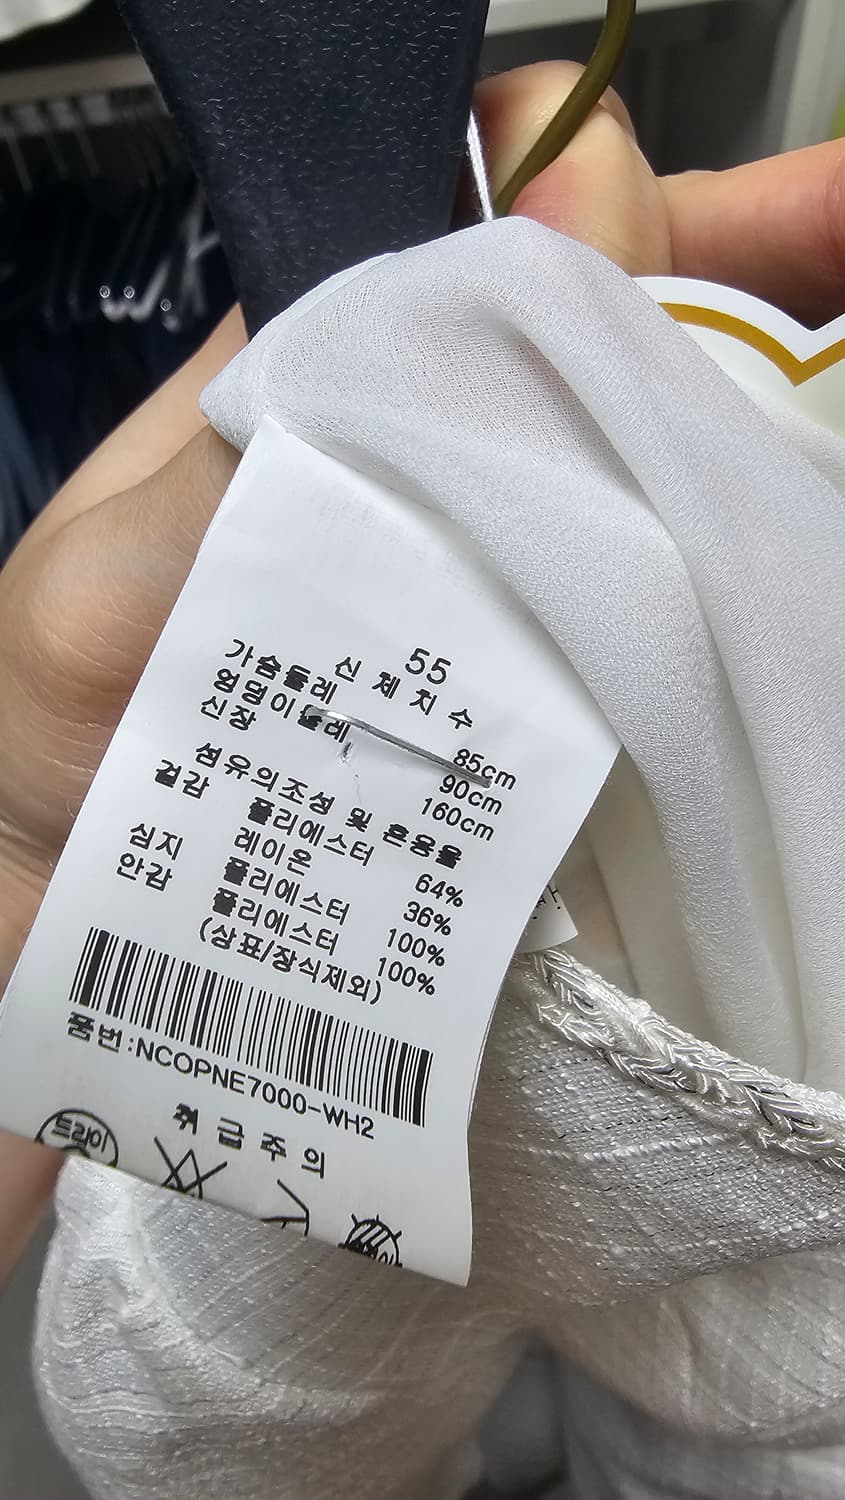 55
신 체 치 수
가슴둘레 85cm
엉덩이둘레 90cm
신장 160cm
섬유의조성 및 혼용율
겉감 폴리에스터 64%
레이온 36%
심지 폴리에스터 100%
안감 폴리에스터 100%
(상표/장식제외)
품번:NCOPNE7000-WH2
취 급 주 의
드라이